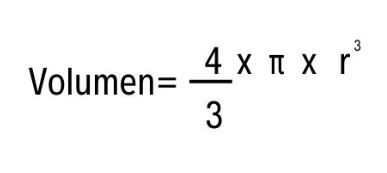 Volumen= 4/3 x π x r³